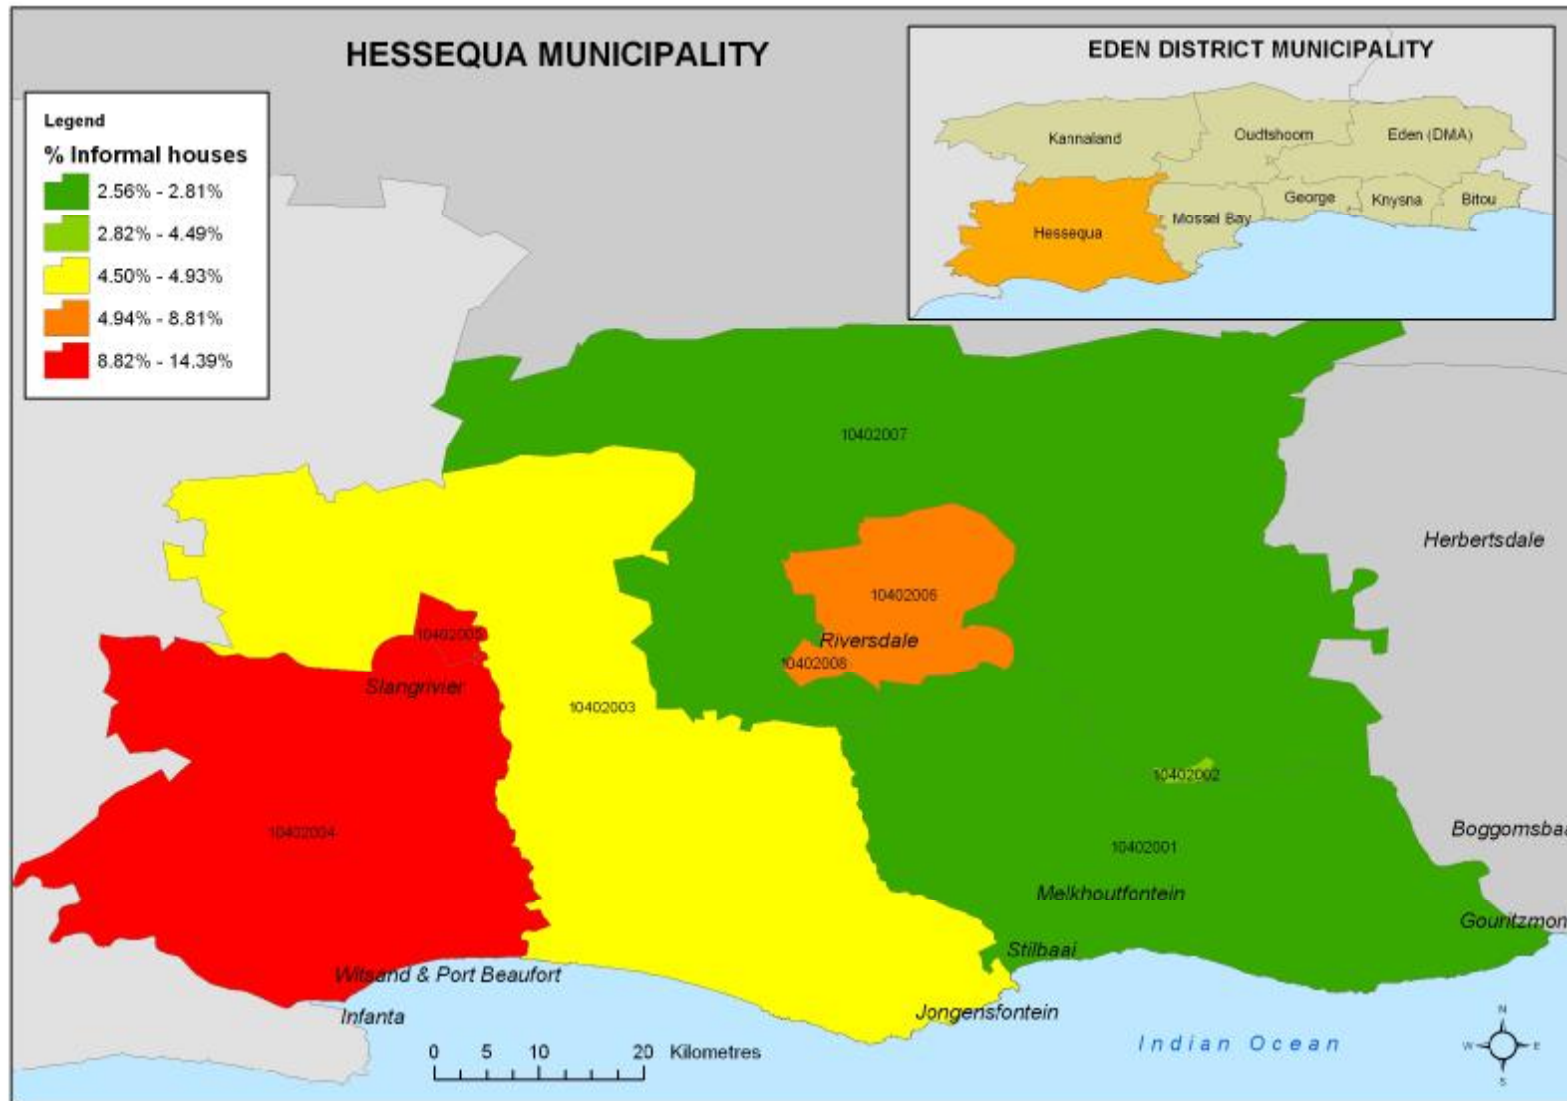 HESSEQUA MUNICIPALITY
EDEN DISTRICT MUNICIPALITY
Kannaland
Oudtshoorn
Eden (DMA)
Hessequa
Mossel Bay
George
Knysna
Bitou
Legend
% Informal houses
2.56% - 2.81%
2.82% - 4.49%
4.50% - 4.93%
4.94% - 8.81%
8.82% - 14.39%
10402007
Herbertsdale
10402006
10402005
Riversdale
10402008
Slangrivier
10402003
10402002
10402004
Boggomsbaa
10402001
Melkhoutfontein
Gouritzmon
Stilbaai
Witsand & Port Beaufort
Infanta
Jongensfontein
Indian Ocean
0 5 10 20 Kilometres
N
W E
S